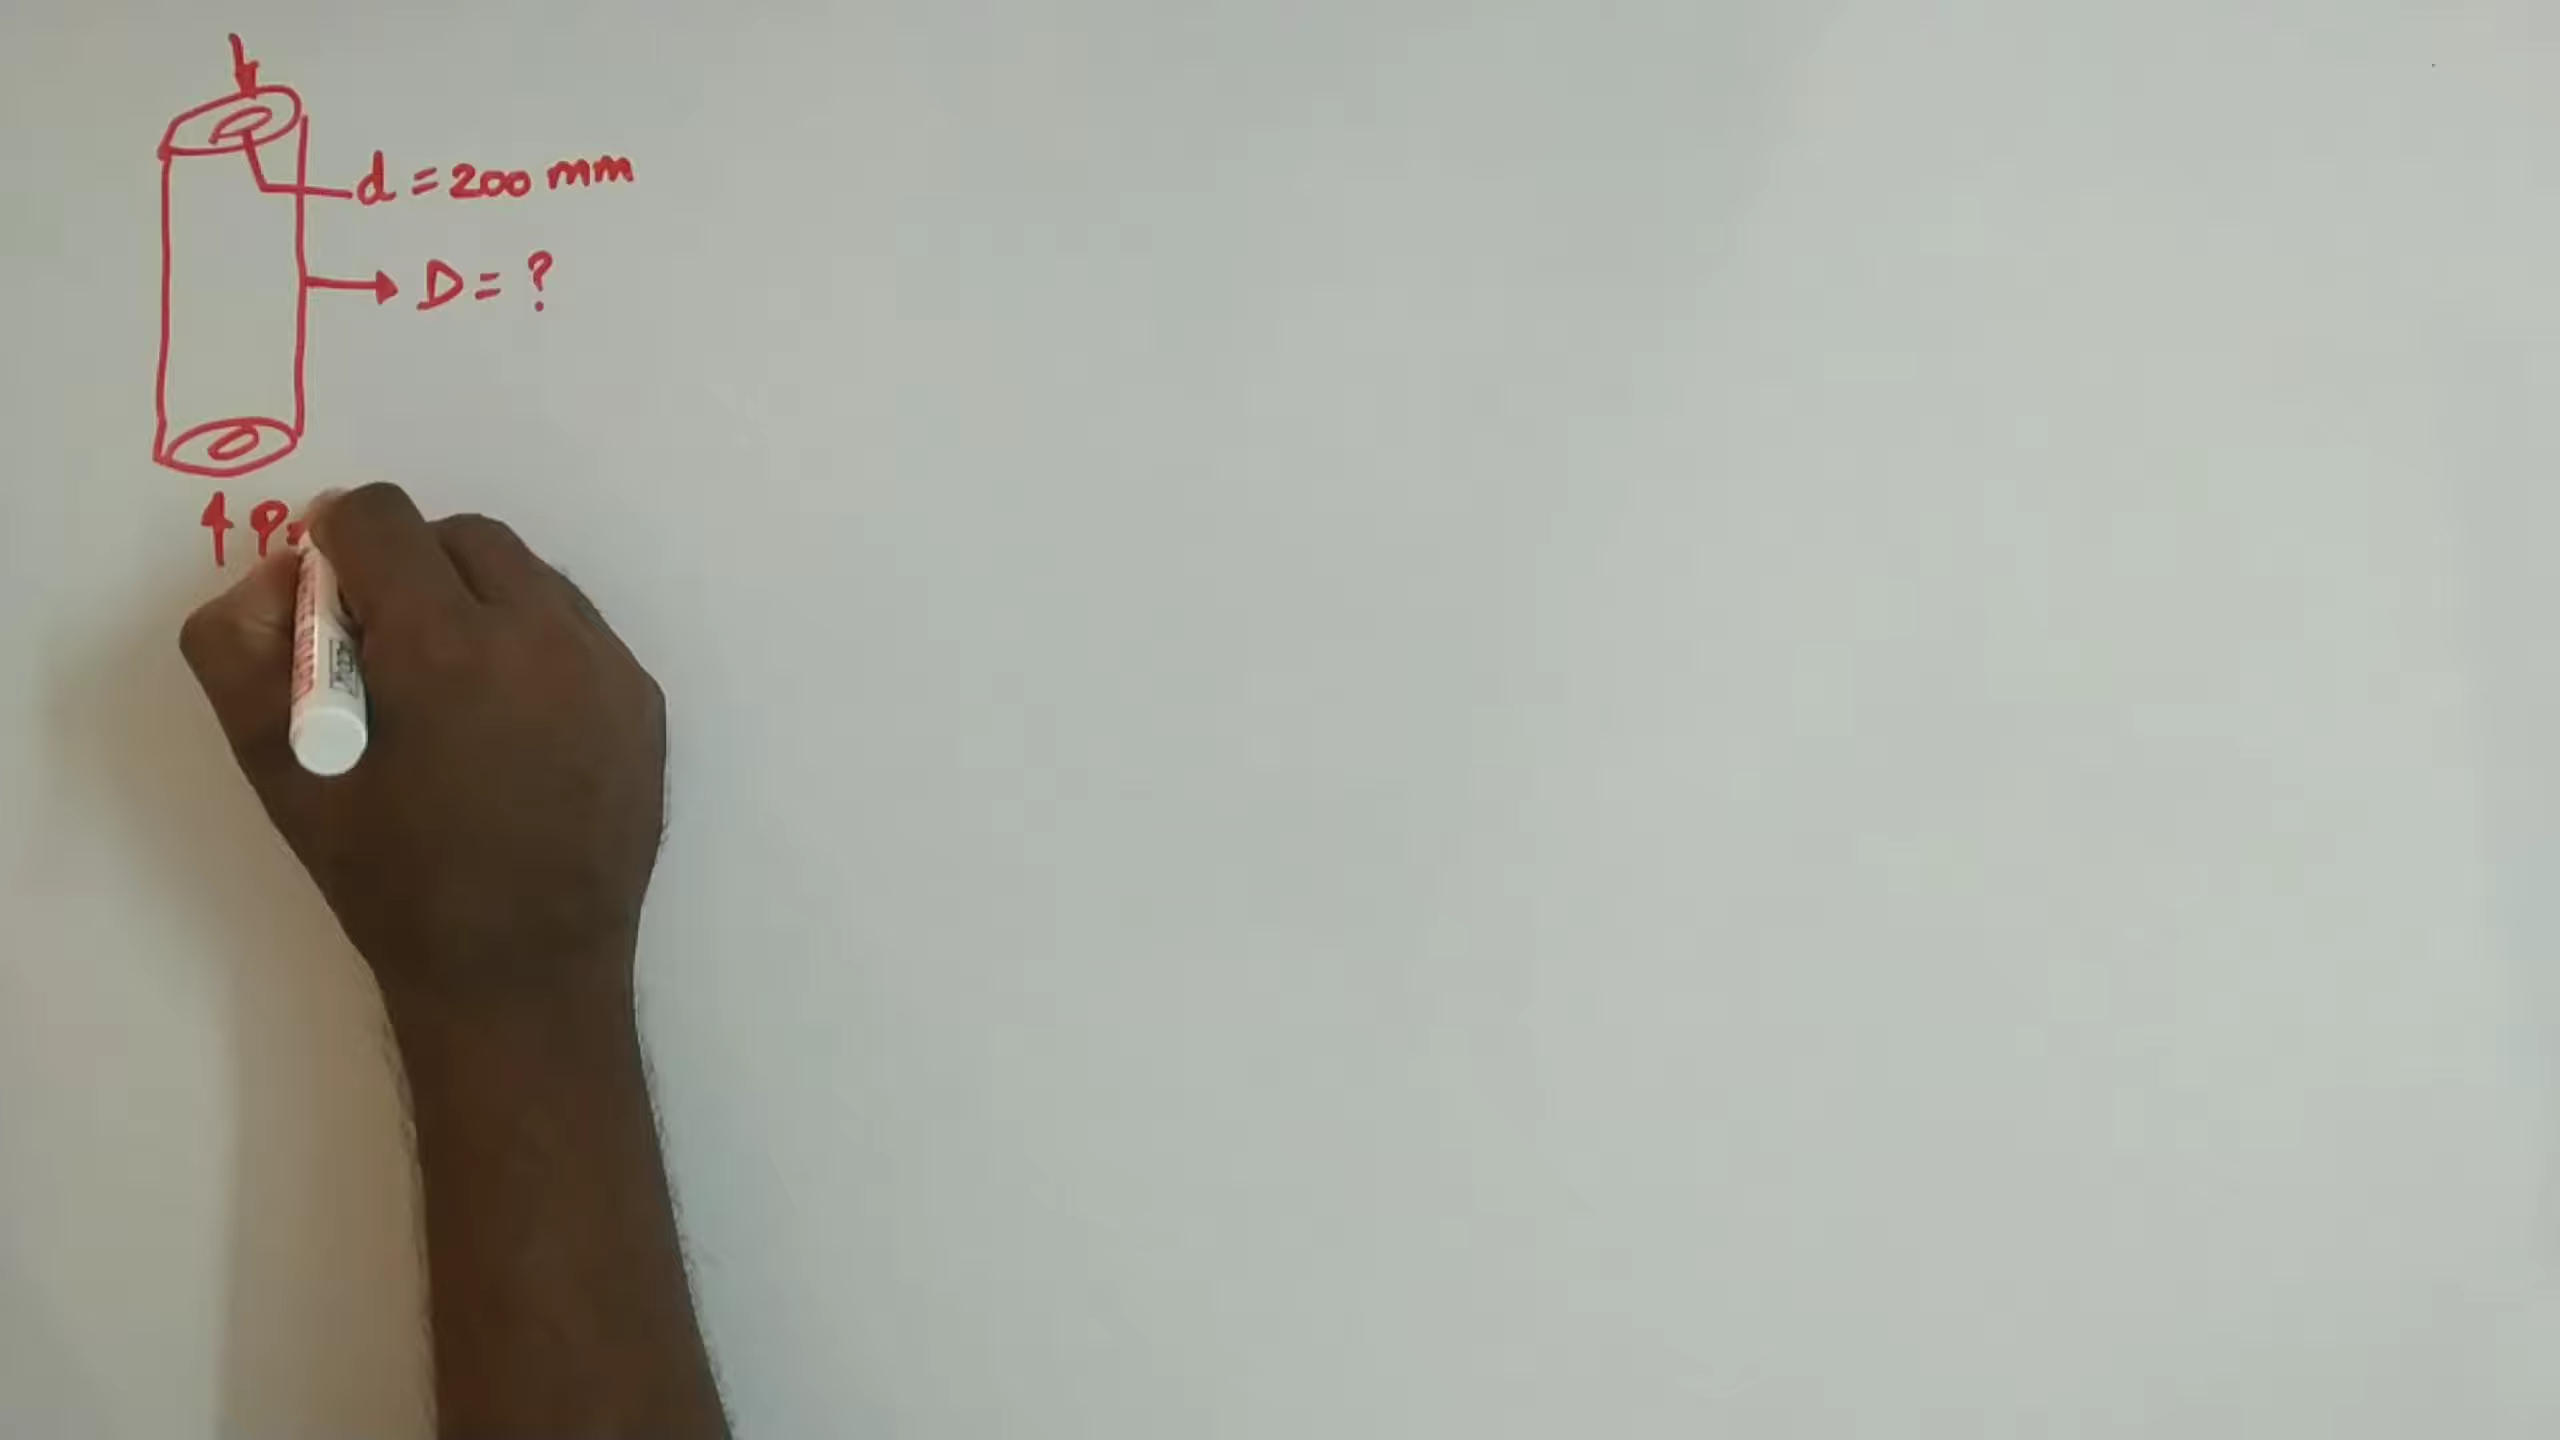 d = 200 mm
D = ?
P=